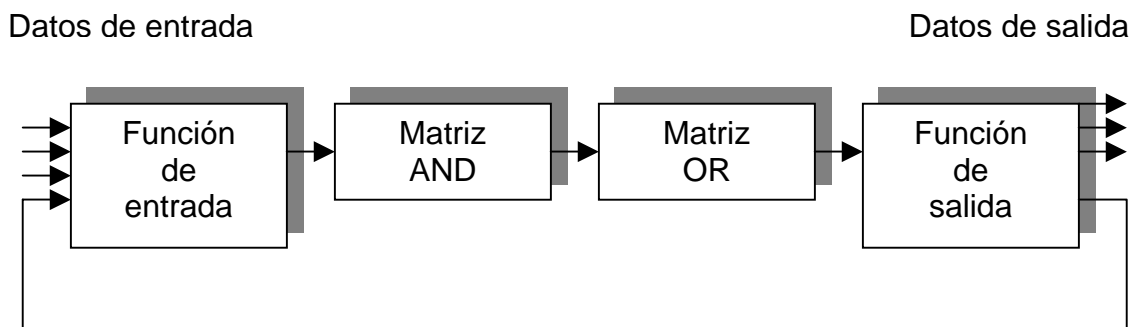 Datos de entrada
Datos de salida
Función
de
entrada
Matriz
AND
Matriz
OR
Función
de
salida